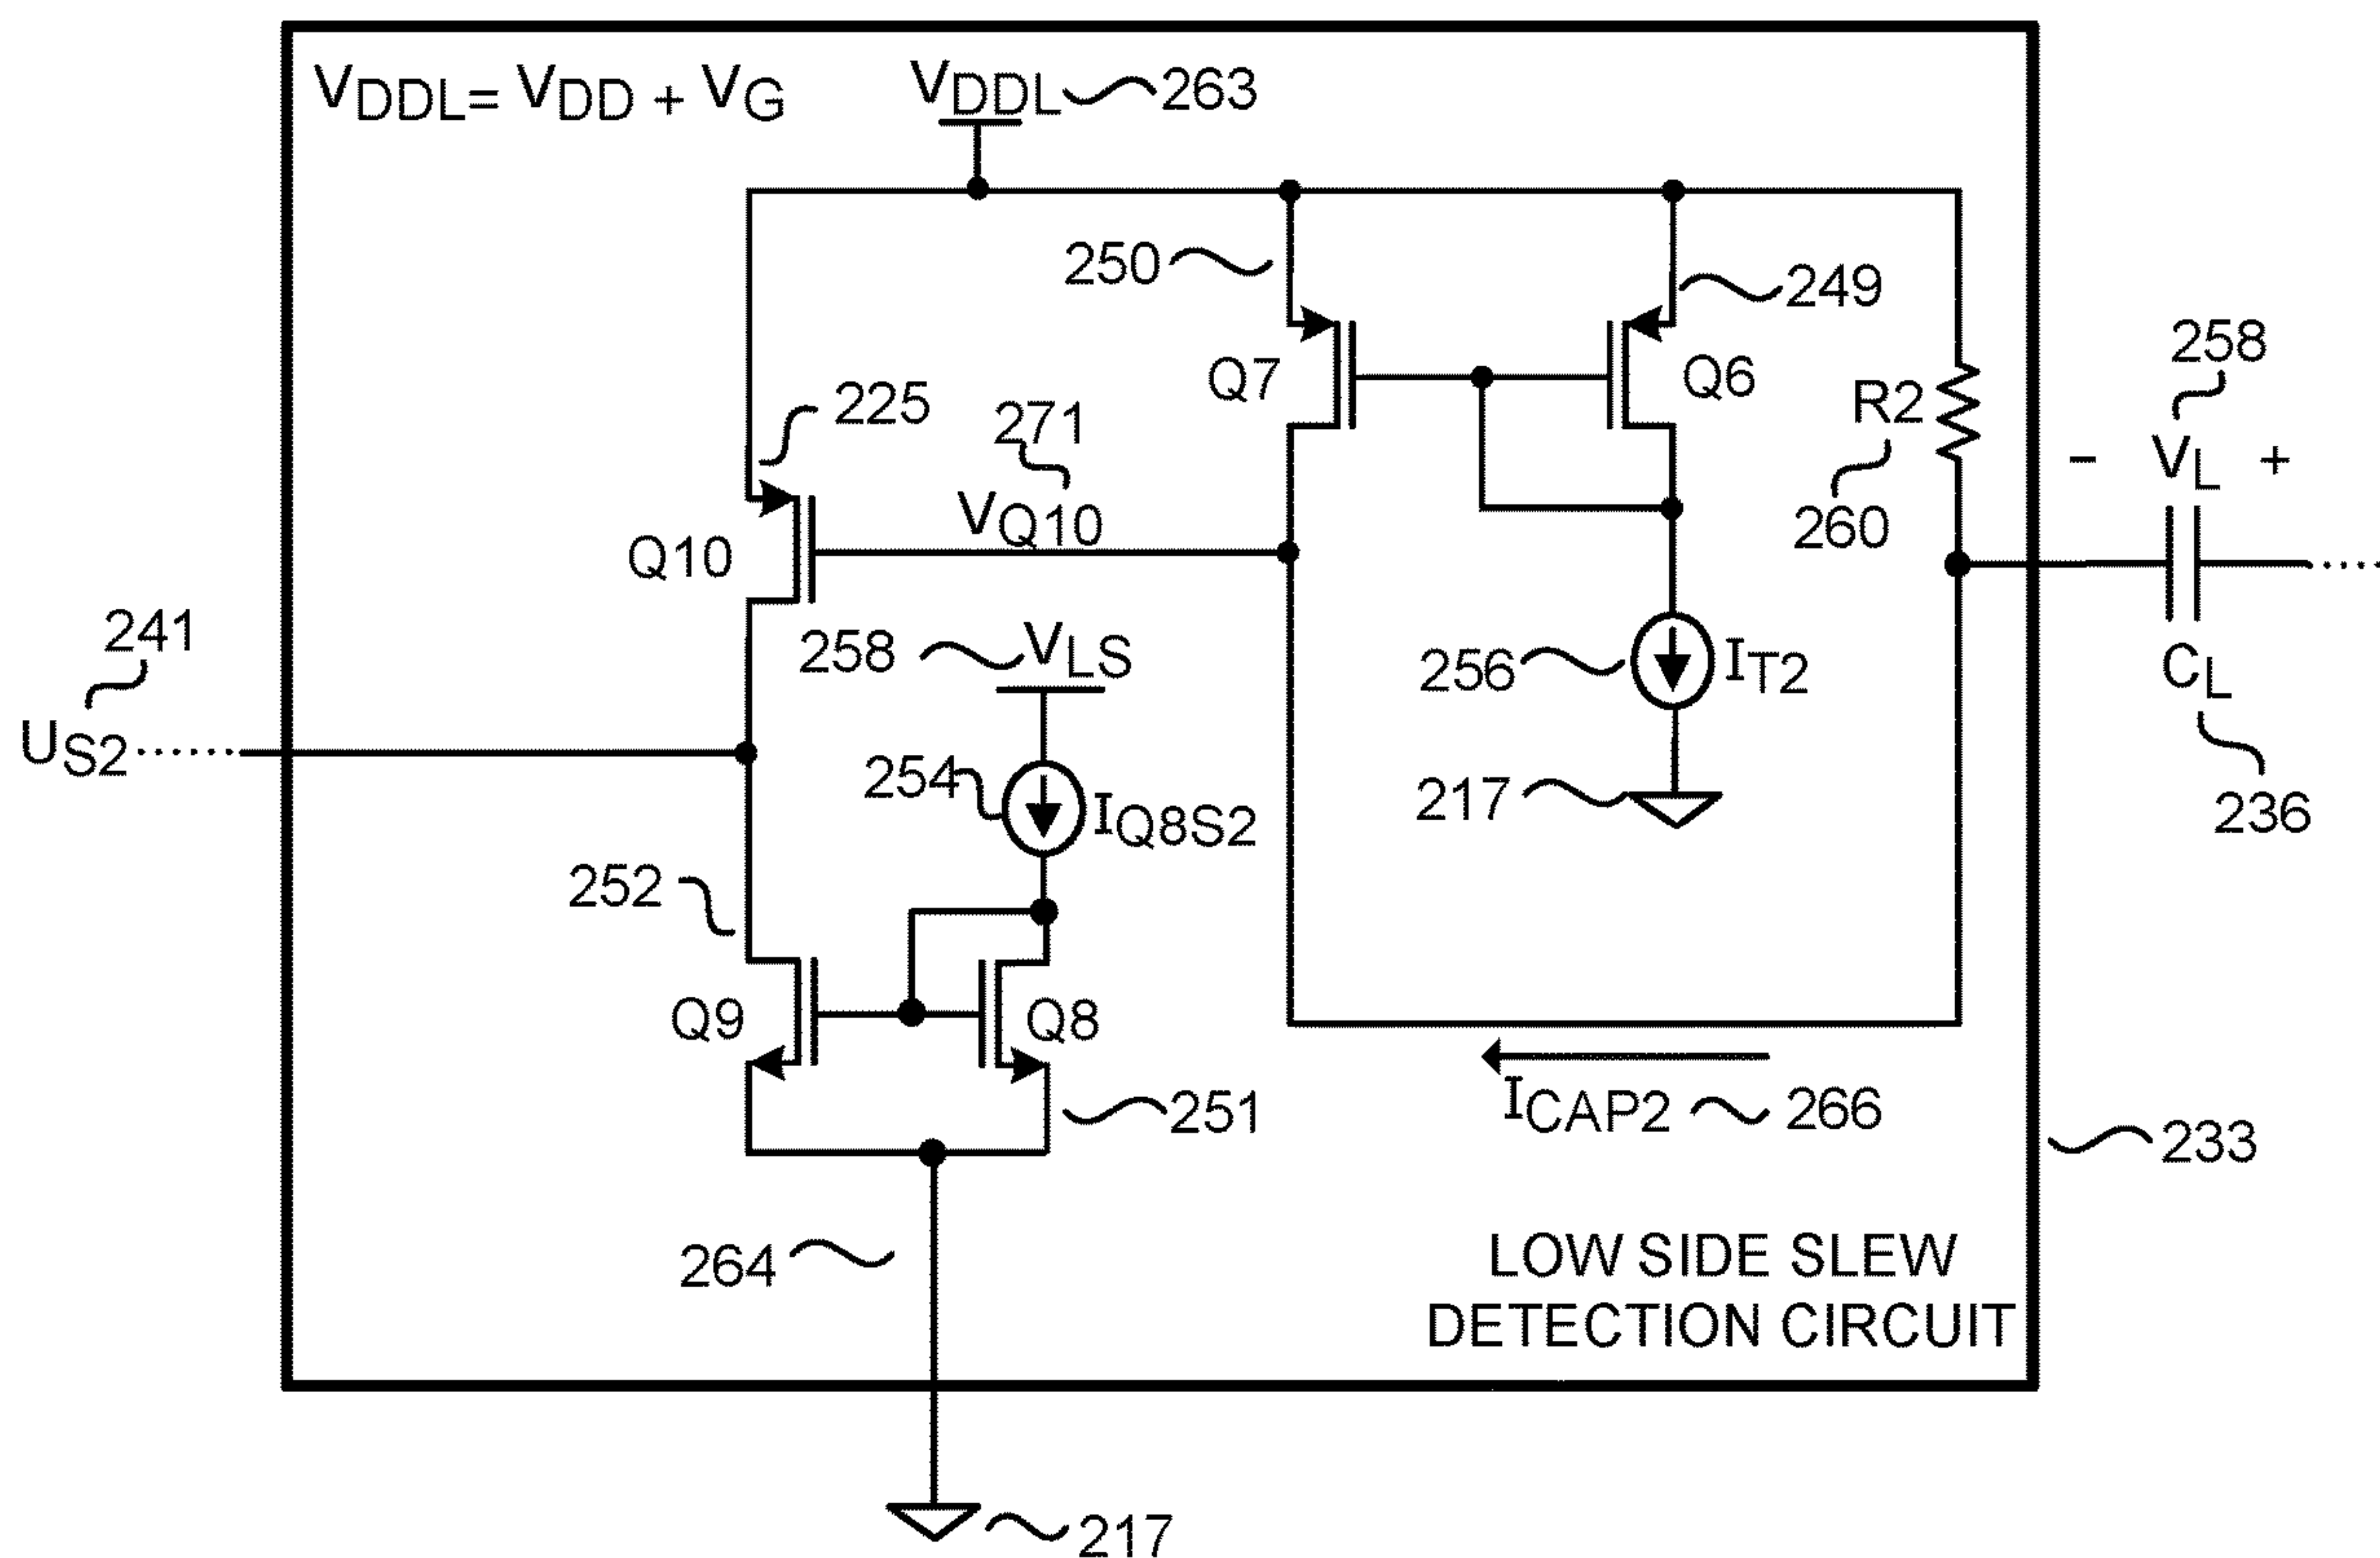 VDDL= VDD + VG
VDDL 263
250
249
258
Q7
Q6
225
271
R2
- VL +
VQ10
260
Q10
241
258 VLS
256 IT2
CL
US2
254 IQ8S2
217
236
252
Q9
Q8
251
ICAP2 266
233
264
LOW SIDE SLEW
DETECTION CIRCUIT
217